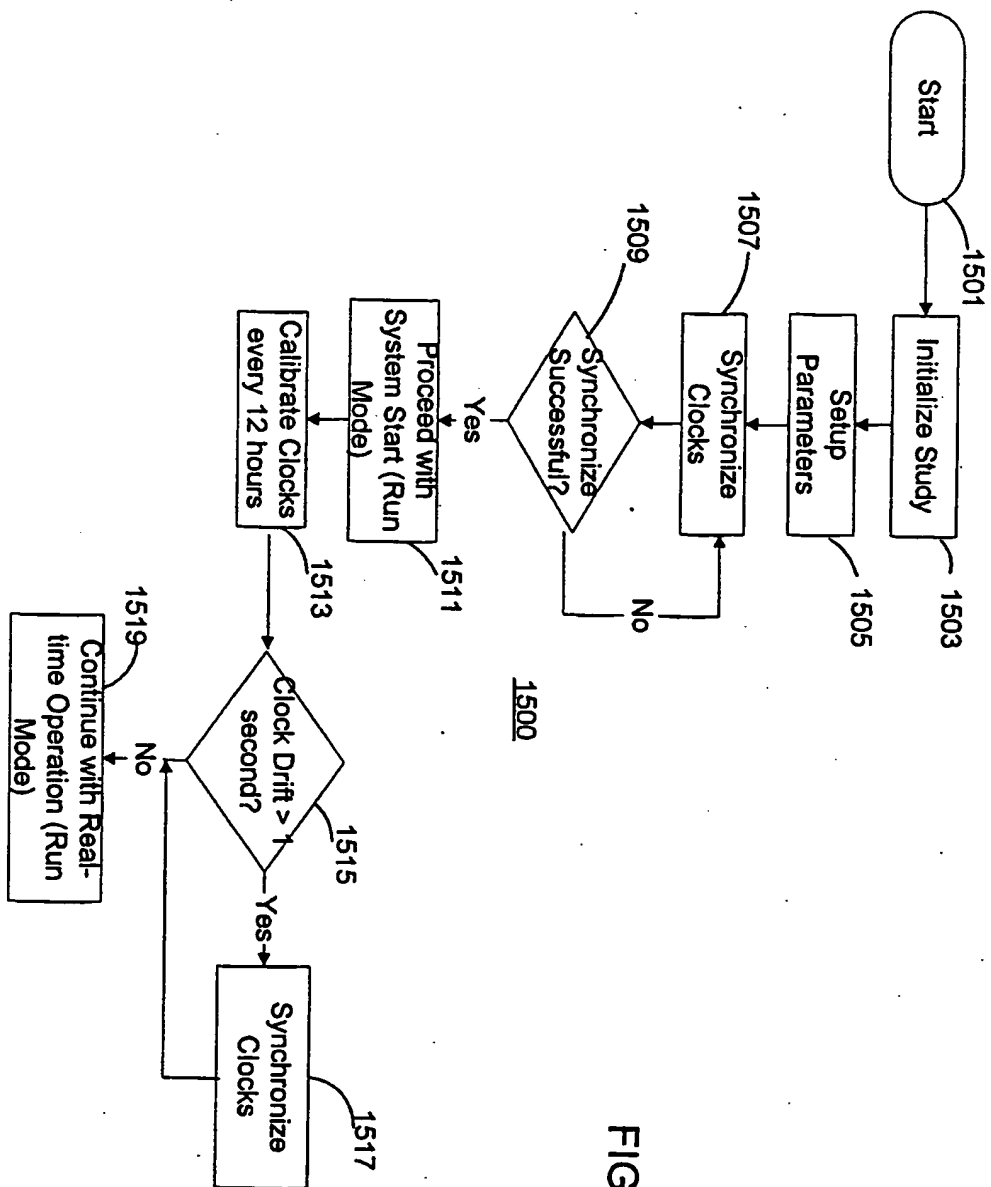 Start
1501
Initialize Study
1503
Setup
Parameters
1505
Synchronize
Clocks
1507
Synchronize
Successful?
1509
No
Yes
Proceed with
System Start (Run
Mode)
1511
Calibrate Clocks
every 12 hours
1513
Clock Drift > 1
second?
1515
Yes
Synchronize
Clocks
1517
No
Continue with Real-
time Operation (Run
Mode)
1519
1500
FIG